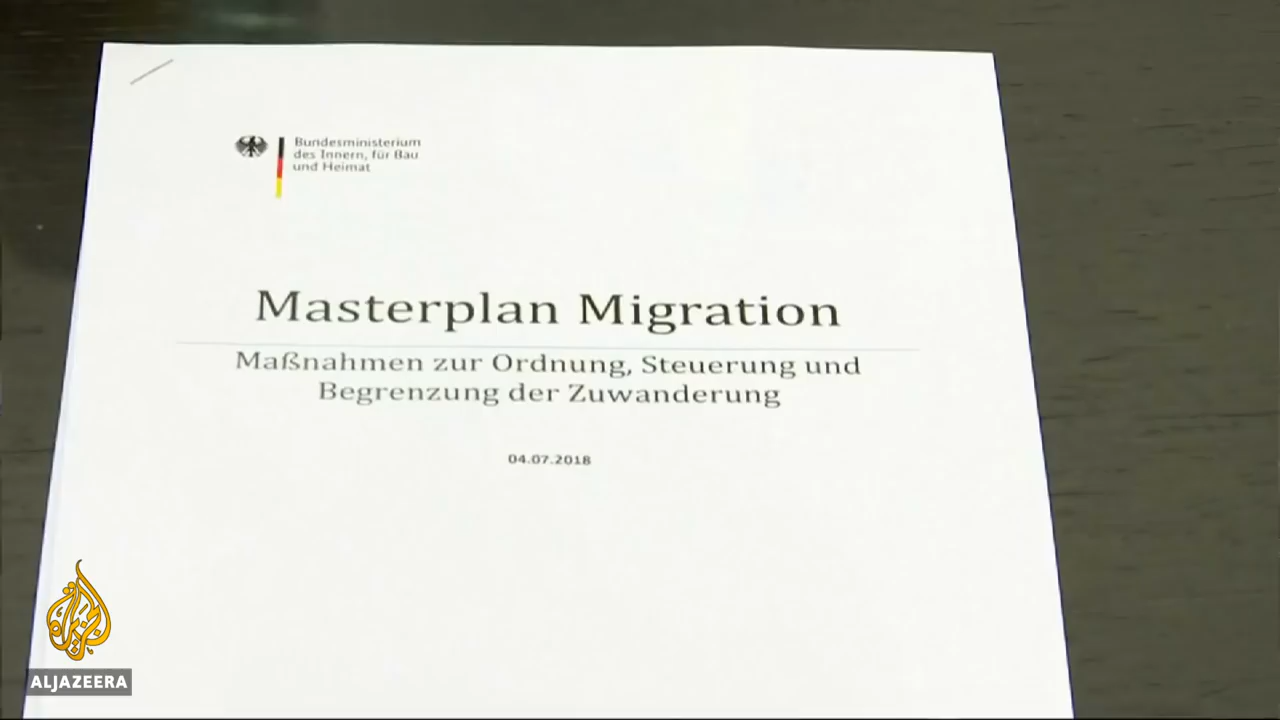 Bundesministerium
des Innern, für Bau
und Heimat
Masterplan Migration
Maßnahmen zur Ordnung, Steuerung und
Begrenzung der Zuwanderung
04.07.2018
الجزيرة
ALJAZEERA